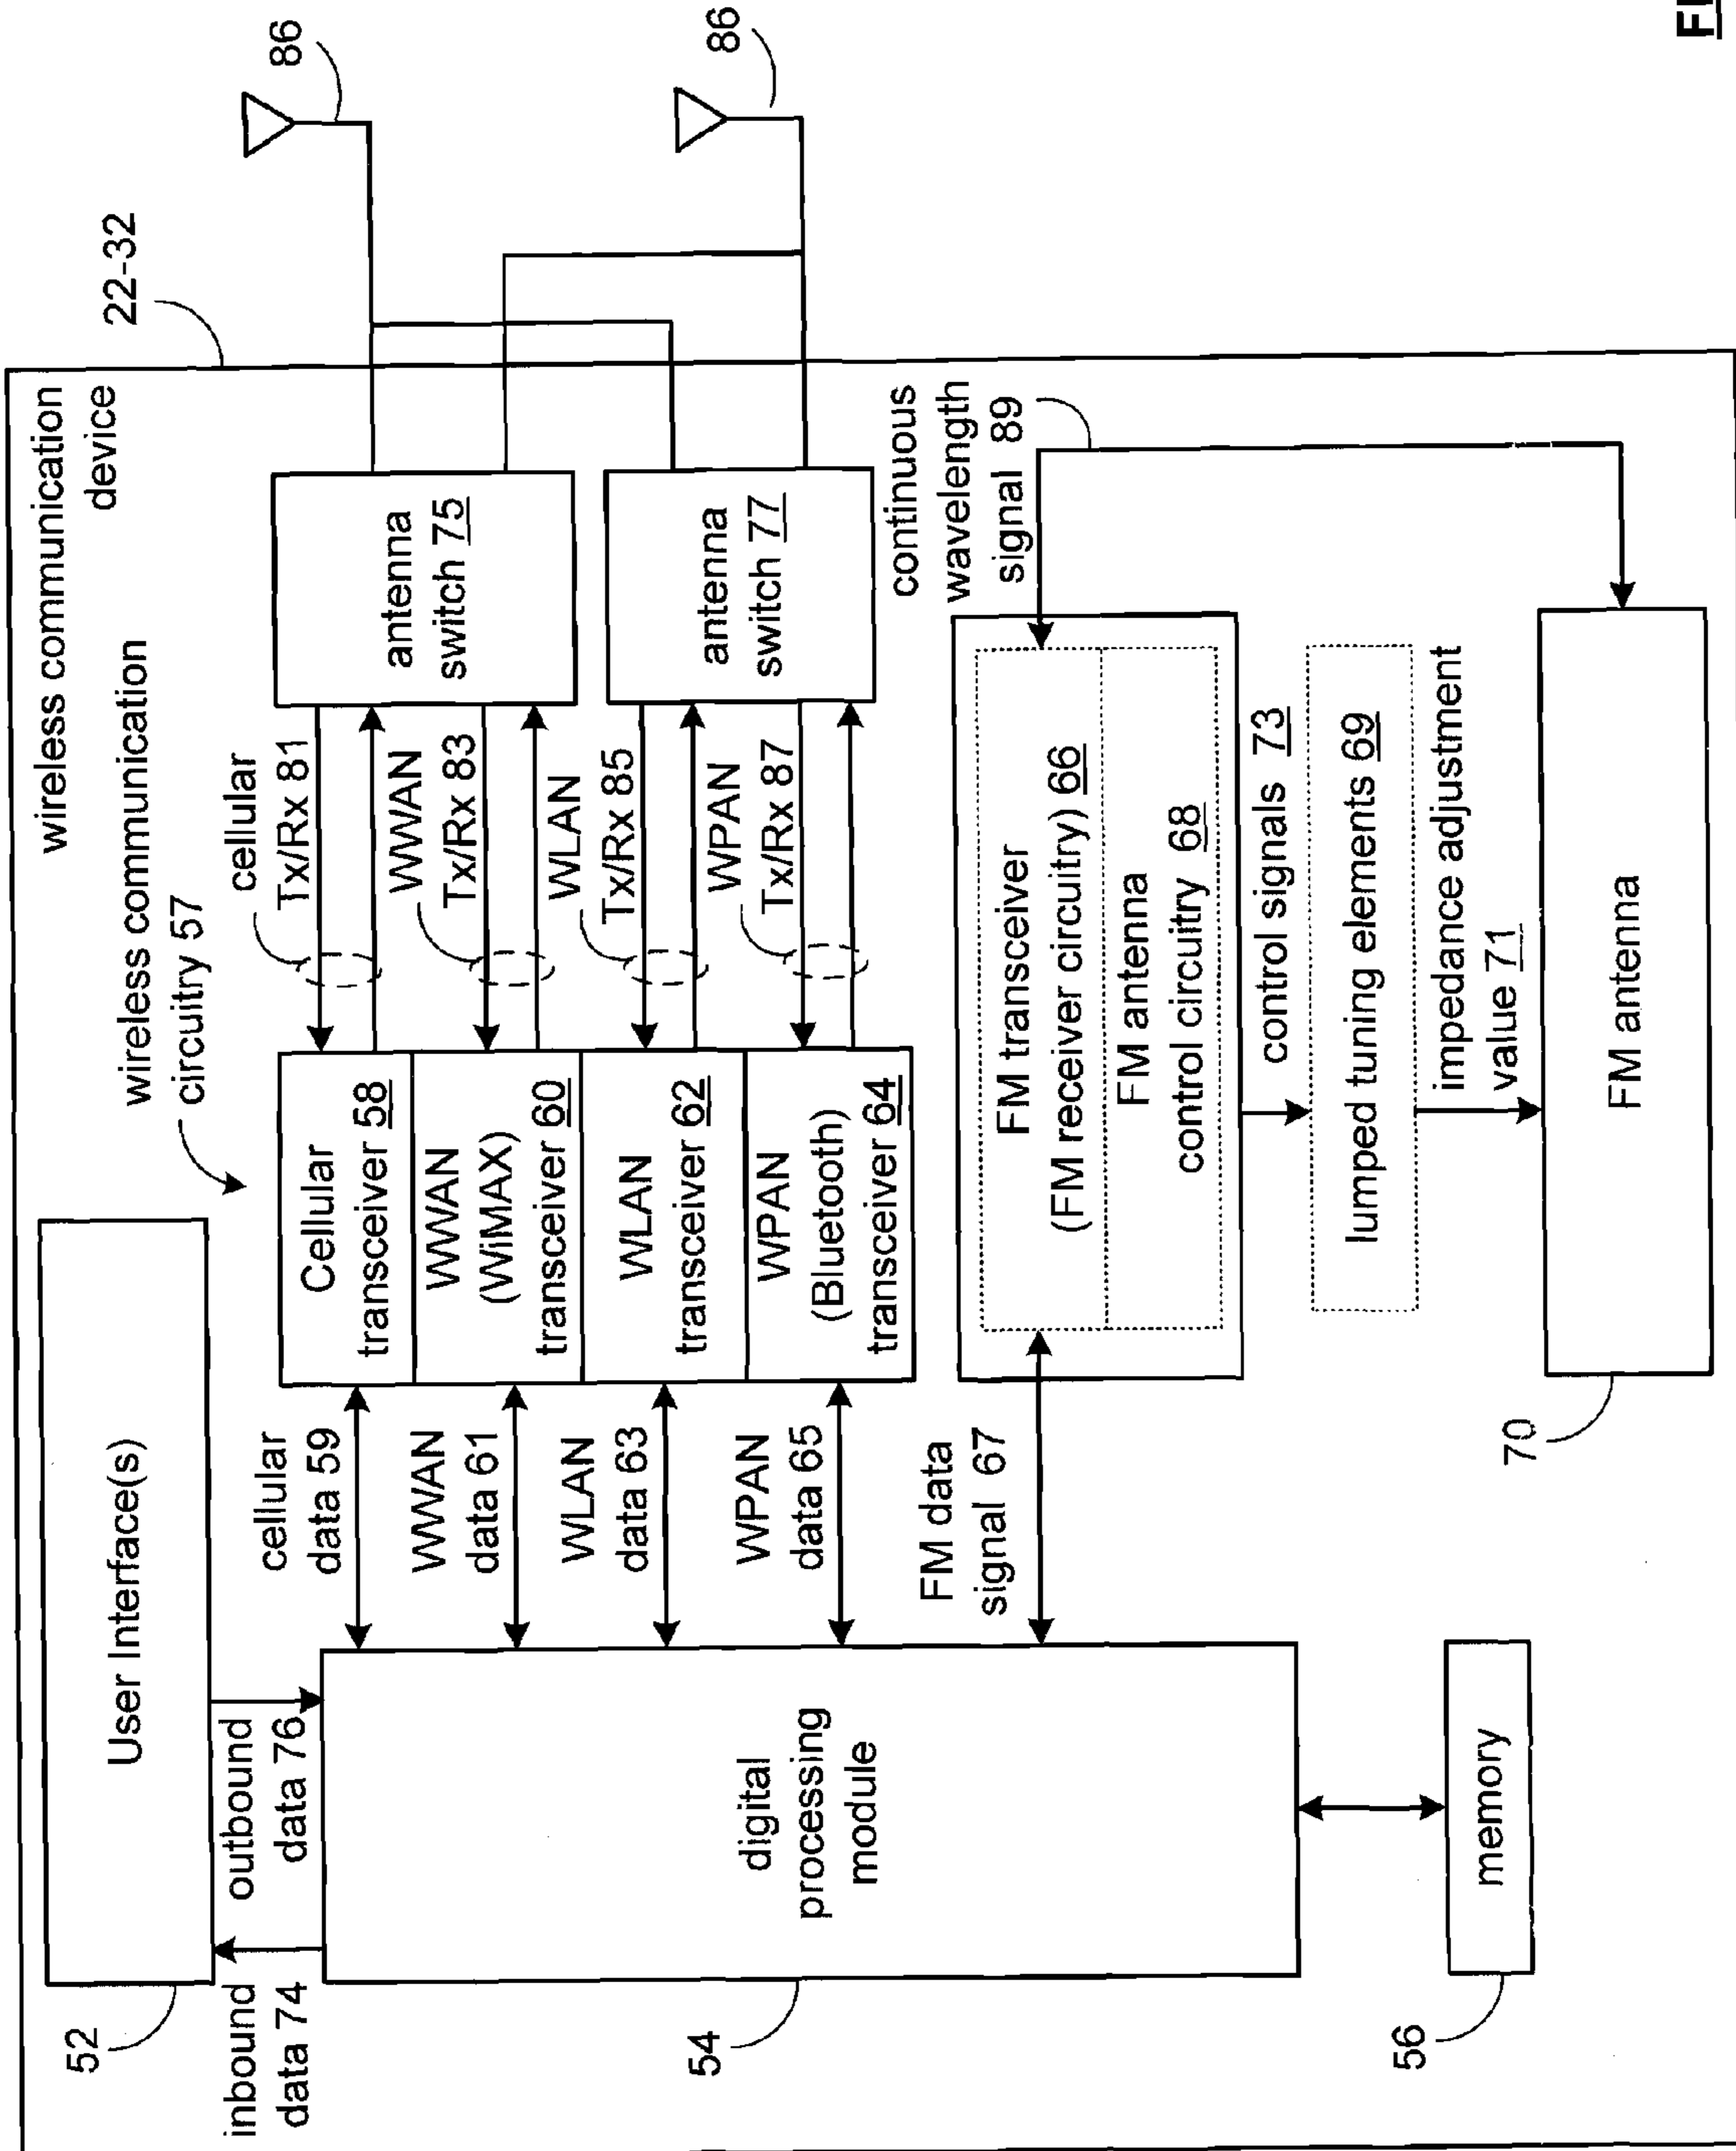 wireless communication
device
22-32
User Interface(s)
52
inbound
data 74
outbound
data 76
wireless communication
circuitry 57
digital
processing
module
54
memory
56
cellular
data 59
WWAN
data 61
WLAN
data 63
WPAN
data 65
FM data
signal 67
Cellular
transceiver 58
WWAN
(WiMAX)
transceiver 60
WLAN
transceiver 62
WPAN
(Bluetooth)
transceiver 64
cellular
Tx/Rx 81
WWAN
Tx/Rx 83
WLAN
Tx/Rx 85
WPAN
Tx/Rx 87
antenna
switch 75
antenna
switch 77
86
86
continuous
wavelength
signal 89
FM transceiver
(FM receiver circuitry) 66
FM antenna
control circuitry 68
control signals 73
lumped tuning elements 69
impedance adjustment
value 71
FM antenna
70